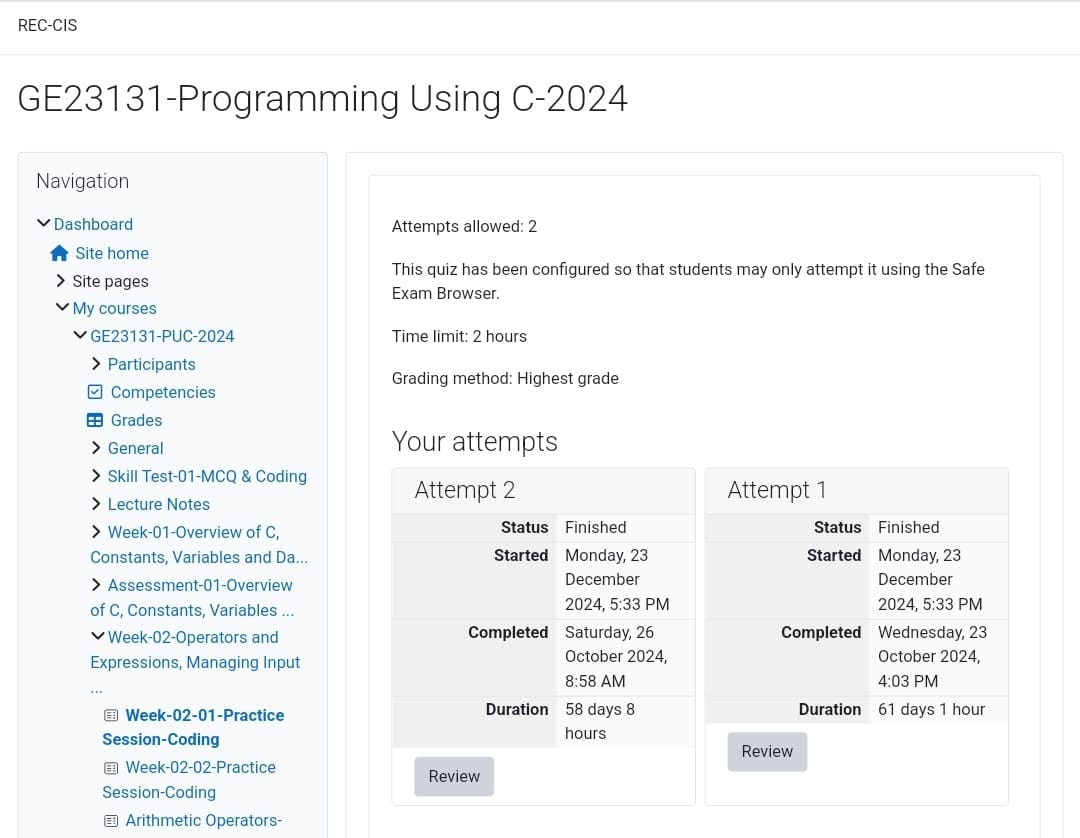 REC-CIS
GE23131-Programming Using C-2024
Navigation
Dashboard
Site home
Site pages
My courses
GE23131-PUC-2024
Participants
Competencies
Grades
General
Skill Test-01-MCQ & Coding
Lecture Notes
Week-01-Overview of C,
Constants, Variables and Da...
Assessment-01-Overview
of C, Constants, Variables ...
Week-02-Operators and
Expressions, Managing Input
...
Week-02-01-Practice
Session-Coding
Week-02-02-Practice
Session-Coding
Arithmetic Operators-
Attempts allowed: 2
This quiz has been configured so that students may only attempt it using the Safe
Exam Browser.
Time limit: 2 hours
Grading method: Highest grade
Your attempts
Attempt 2
Status Finished
Started Monday, 23
December
2024, 5:33 PM
Completed Saturday, 26
October 2024,
8:58 AM
Duration 58 days 8
hours
Review
Attempt 1
Status Finished
Started Monday, 23
December
2024, 5:33 PM
Completed Wednesday, 23
October 2024,
4:03 PM
Duration 61 days 1 hour
Review